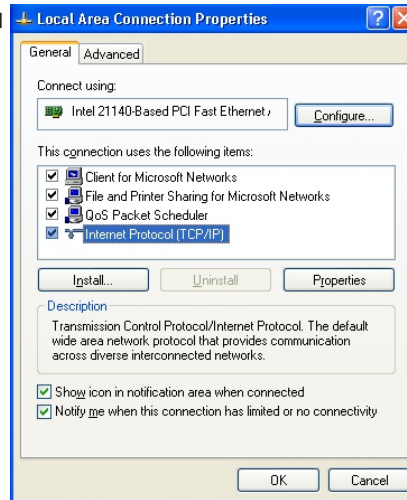 Local Area Connection Properties
General Advanced
Connect using:
Intel 21140-Based PCI Fast Ethernet
Configure...
This connection uses the following items:
Client for Microsoft Networks
File and Printer Sharing for Microsoft Networks
QoS Packet Scheduler
Internet Protocol (TCP/IP)
Install... Uninstall Properties
Description
Transmission Control Protocol/Internet Protocol. The default
wide area network protocol that provides communication
across diverse interconnected networks.
Show icon in notification area when connected
Notify me when this connection has limited or no connectivity
OK Cancel